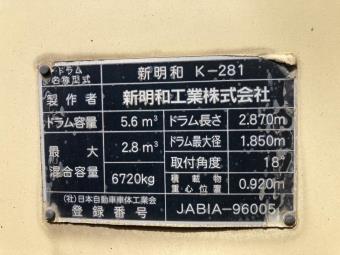 ドラム
名称型式 新明和 K-281
製作者 新明和工業株式会社
ドラム容量 5.6m³ ドラム長さ 2.870m
最大混合容量 2.8m³ ドラム最大径 1.850m
6720kg 取付角度 18°
積載物重心位置 0.920m
(社)日本自動車車体工業会
登録番号 JABIA-96005